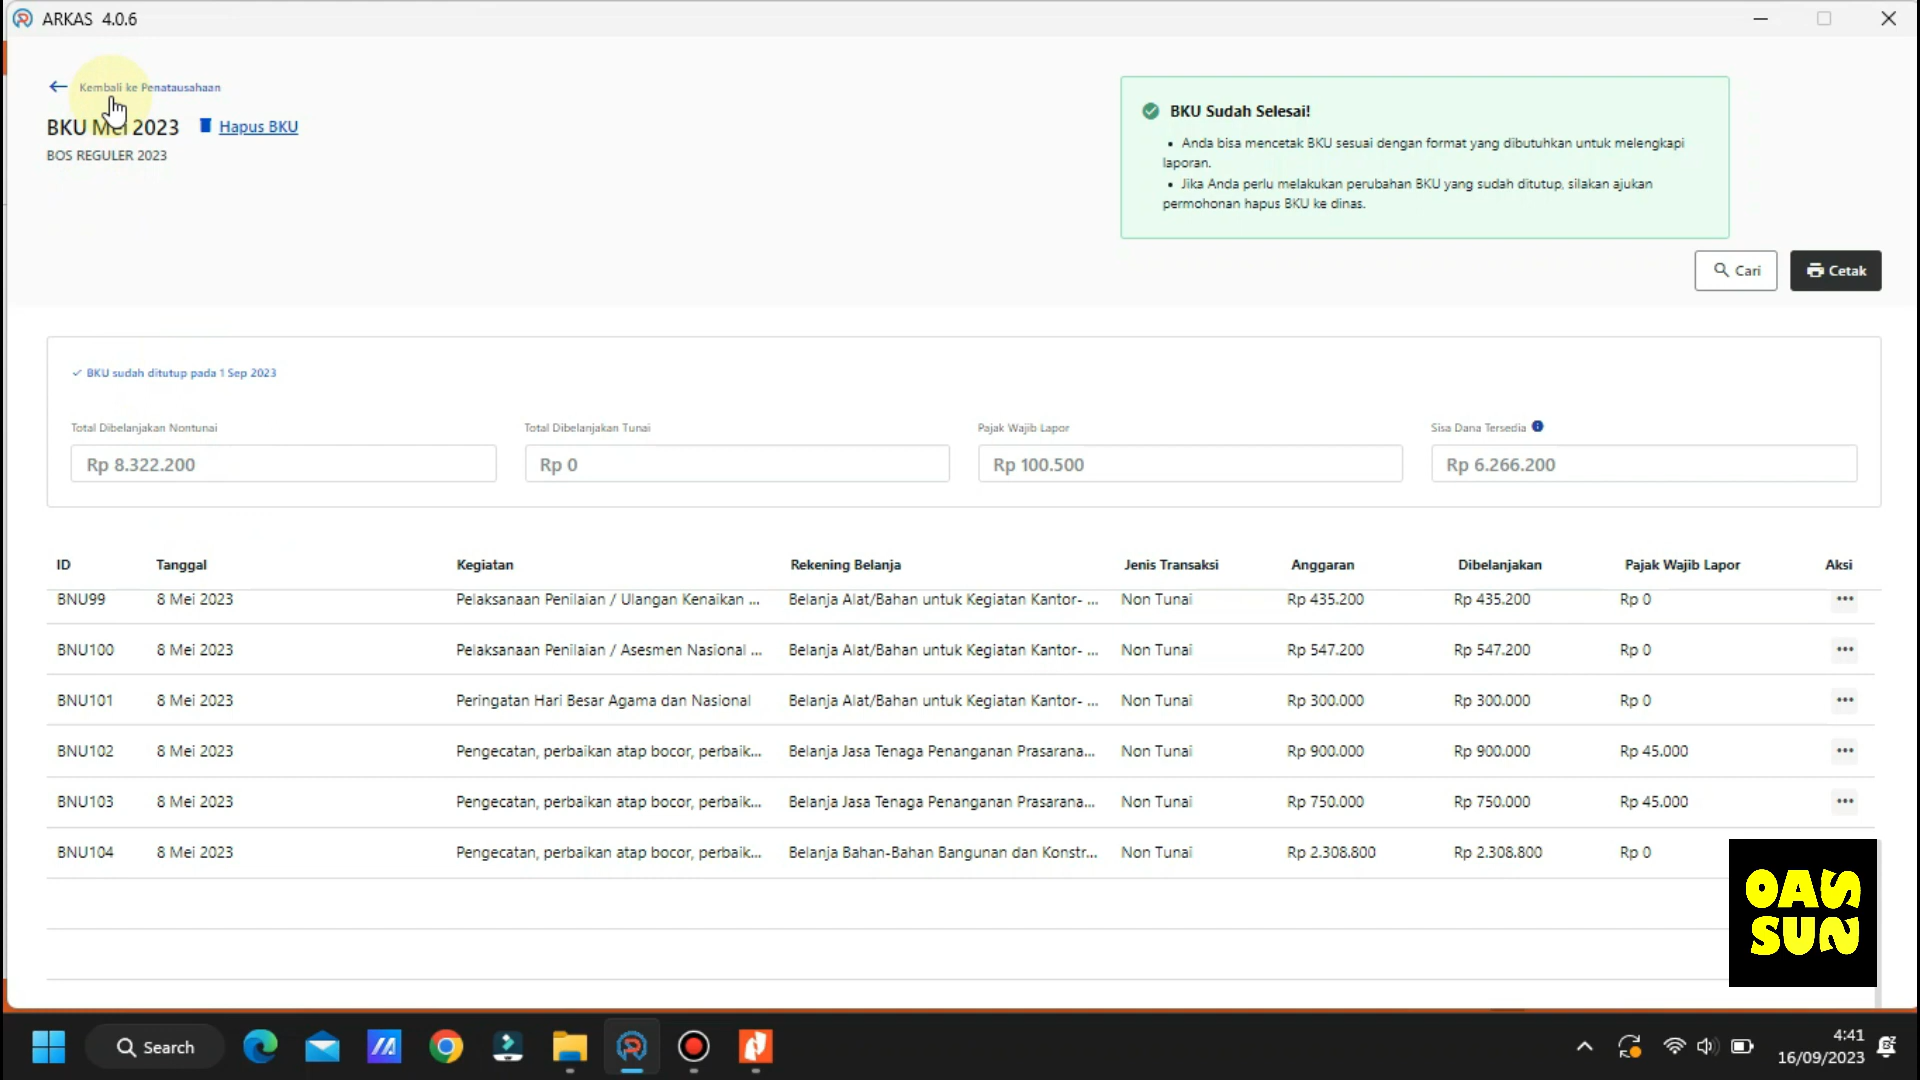 ARKAS 4.0.6
Kembali ke Penatausahaan
BKU Mei 2023
Hapus BKU
BOS REGULER 2023
BKU Sudah Selesai!
• Anda bisa mencetak BKU sesuai dengan format yang dibutuhkan untuk melengkapi
laporan.
• Jika Anda perlu melakukan perubahan BKU yang sudah ditutup, silakan ajukan
permohonan hapus BKU ke dinas.
Cari
Cetak
BKU sudah ditutup pada 1 Sep 2023
Total Dibelanjakan Nontunai
Total Dibelanjakan Tunai
Pajak Wajib Lapor
Sisa Dana Tersedia
Rp 8.322.200
Rp 0
Rp 100.500
Rp 6.266.200
ID Tanggal Kegiatan Rekening Belanja Jenis Transaksi Anggaran Dibelanjakan Pajak Wajib Lapor Aksi
BNU99 8 Mei 2023 Pelaksanaan Penilaian / Ulangan Kenaikan ... Belanja Alat/Bahan untuk Kegiatan Kantor- ... Non Tunai Rp 435.200 Rp 435.200 Rp 0 •••
BNU100 8 Mei 2023 Pelaksanaan Penilaian / Asesmen Nasional ... Belanja Alat/Bahan untuk Kegiatan Kantor- ... Non Tunai Rp 547.200 Rp 547.200 Rp 0 •••
BNU101 8 Mei 2023 Peringatan Hari Besar Agama dan Nasional Belanja Alat/Bahan untuk Kegiatan Kantor- ... Non Tunai Rp 300.000 Rp 300.000 Rp 0 •••
BNU102 8 Mei 2023 Pengecatan, perbaikan atap bocor, perbaik... Belanja Jasa Tenaga Penanganan Prasarana... Non Tunai Rp 900.000 Rp 900.000 Rp 45.000 •••
BNU103 8 Mei 2023 Pengecatan, perbaikan atap bocor, perbaik... Belanja Jasa Tenaga Penanganan Prasarana... Non Tunai Rp 750.000 Rp 750.000 Rp 45.000 •••
BNU104 8 Mei 2023 Pengecatan, perbaikan atap bocor, perbaik... Belanja Bahan-Bahan Bangunan dan Konstr... Non Tunai Rp 2.308.800 Rp 2.308.800 Rp 0
OAS
SUN
Search
4:41
16/09/2023